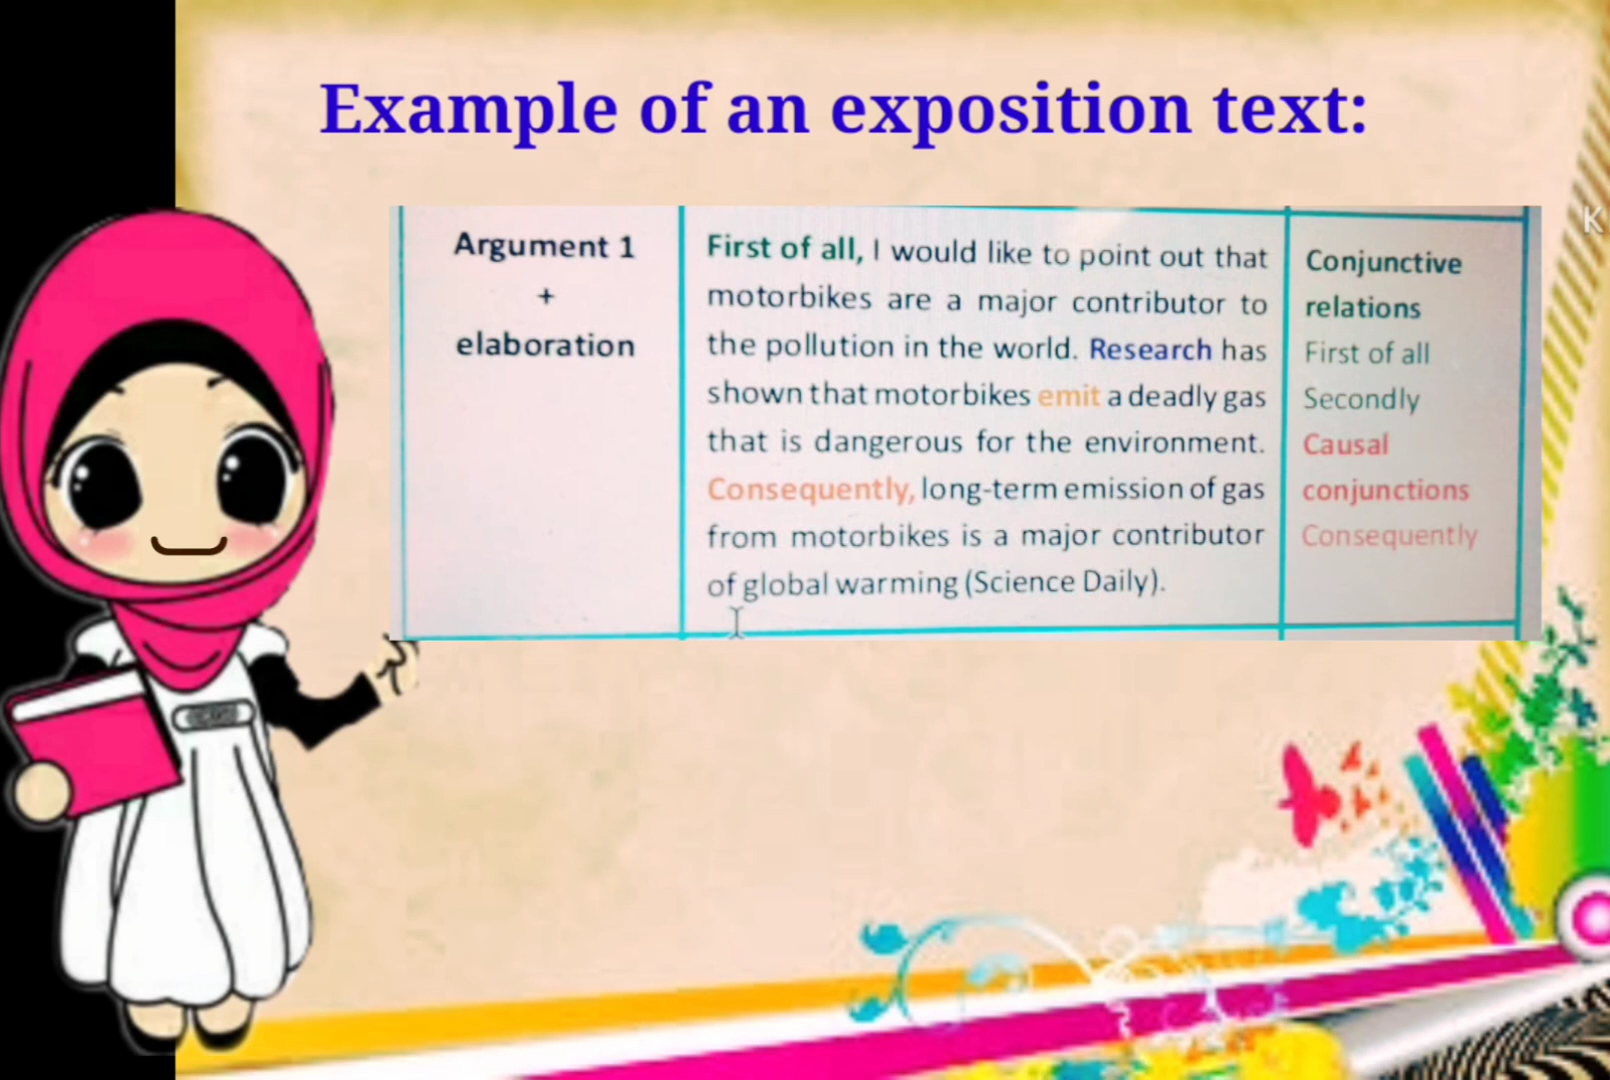 Example of an exposition text:
K
Argument 1
+
elaboration
First of all, I would like to point out that
motorbikes are a major contributor to
the pollution in the world. Research has
shown that motorbikes emit a deadly gas
that is dangerous for the environment.
Consequently, long-term emission of gas
from motorbikes is a major contributor
of global warming (Science Daily).
Conjunctive
relations
First of all
Secondly
Causal
conjunctions
Consequently